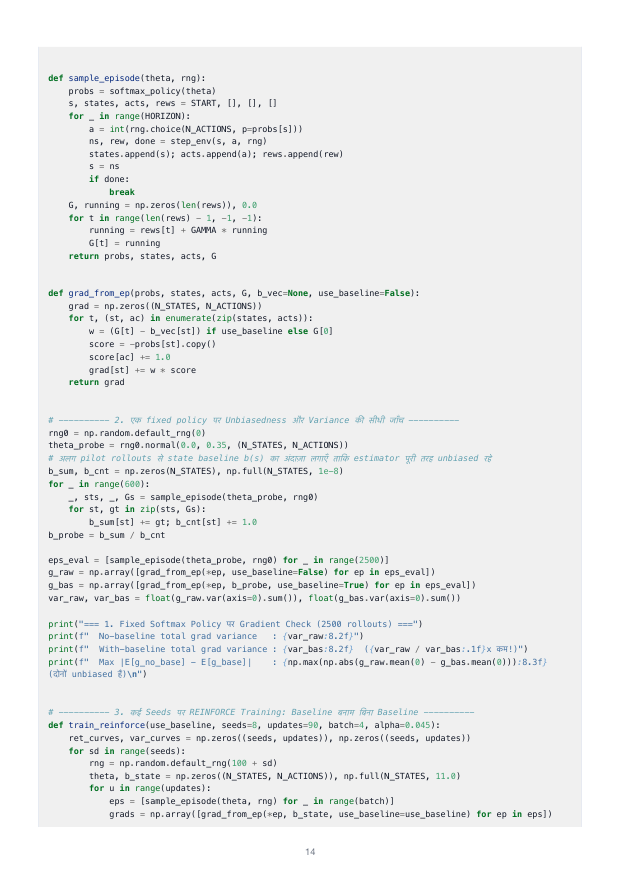 def sample_episode(theta, rng):
    probs = softmax_policy(theta)
    s, states, acts, rews = START, [], [], []
    for _ in range(HORIZON):
        a = int(rng.choice(N_ACTIONS, p=probs[s]))
        ns, rew, done = step_env(s, a, rng)
        states.append(s); acts.append(a); rews.append(rew)
        s = ns
        if done:
            break
    G, running = np.zeros(len(rews)), 0.0
    for t in range(len(rews) - 1, -1, -1):
        running = rews[t] + GAMMA * running
        G[t] = running
    return probs, states, acts, G
def grad_from_ep(probs, states, acts, G, b_vec=None, use_baseline=False):
    grad = np.zeros((N_STATES, N_ACTIONS))
    for t, (st, ac) in enumerate(zip(states, acts)):
        w = (G[t] - b_vec[st]) if use_baseline else G[0]
        score = -probs[st].copy()
        score[ac] += 1.0
        grad[st] += w * score
    return grad
# ---------- 2. एक fixed policy पर Unbiasedness और Variance की सीधी जाँच ----------
rng0 = np.random.default_rng(0)
theta_probe = rng0.normal(0.0, 0.35, (N_STATES, N_ACTIONS))
# अलग pilot rollouts से state baseline b(s) का अंदाज़ा लगाएँ ताकि estimator पूरी तरह unbiased रहे
b_sum, b_cnt = np.zeros(N_STATES), np.full(N_STATES, 1e-8)
for _ in range(600):
    _, sts, _, Gs = sample_episode(theta_probe, rng0)
    for st, gt in zip(sts, Gs):
        b_sum[st] += gt; b_cnt[st] += 1.0
b_probe = b_sum / b_cnt
eps_eval = [sample_episode(theta_probe, rng0) for _ in range(2500)]
g_raw = np.array([grad_from_ep(*ep, use_baseline=False) for ep in eps_eval])
g_bas = np.array([grad_from_ep(*ep, b_probe, use_baseline=True) for ep in eps_eval])
var_raw, var_bas = float(g_raw.var(axis=0).sum()), float(g_bas.var(axis=0).sum())
print("=== 1. Fixed Softmax Policy पर Gradient Check (2500 rollouts) ===")
print(f"  No-baseline total grad variance   : {var_raw:8.2f}")
print(f"  With-baseline total grad variance : {var_bas:8.2f}  ({var_raw / var_bas:.1f}x कम!)")
print(f"  Max |E[g_no_base] - E[g_base]|    : {np.max(np.abs(g_raw.mean(0) - g_bas.mean(0))):8.3f}
(दोनों unbiased हैं)\n")
# ---------- 3. कई Seeds पर REINFORCE Training: Baseline बनाम बिना Baseline ----------
def train_reinforce(use_baseline, seeds=8, updates=90, batch=4, alpha=0.045):
    ret_curves, var_curves = np.zeros((seeds, updates)), np.zeros((seeds, updates))
    for sd in range(seeds):
        rng = np.random.default_rng(100 + sd)
        theta, b_state = np.zeros((N_STATES, N_ACTIONS)), np.full(N_STATES, 11.0)
        for u in range(updates):
            eps = [sample_episode(theta, rng) for _ in range(batch)]
            grads = np.array([grad_from_ep(*ep, b_state, use_baseline=use_baseline) for ep in eps])
14